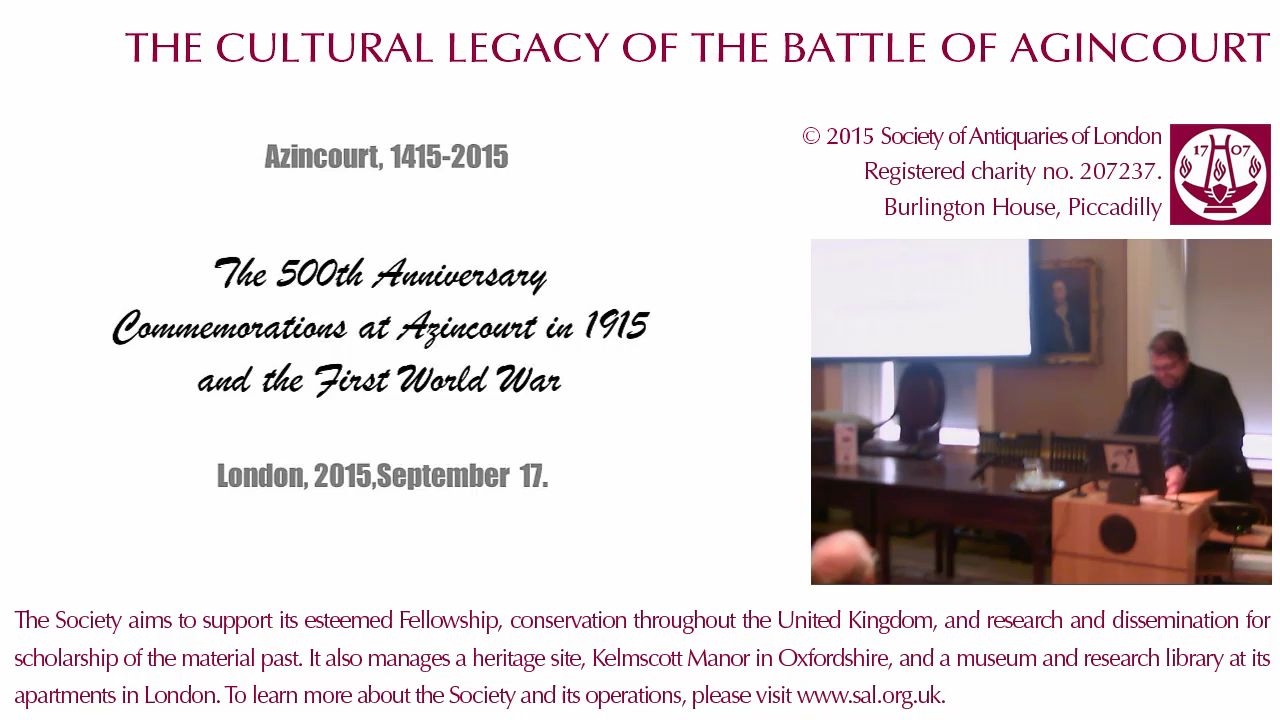 THE CULTURAL LEGACY OF THE BATTLE OF AGINCOURT
Azincourt, 1415-2015
The 500th Anniversary
Commemorations at Azincourt in 1915
and the First World War
London, 2015,September 17.
© 2015 Society of Antiquaries of London
Registered charity no. 207237.
Burlington House, Piccadilly
17 07
The Society aims to support its esteemed Fellowship, conservation throughout the United Kingdom, and research and dissemination for
scholarship of the material past. It also manages a heritage site, Kelmscott Manor in Oxfordshire, and a museum and research library at its
apartments in London. To learn more about the Society and its operations, please visit www.sal.org.uk.